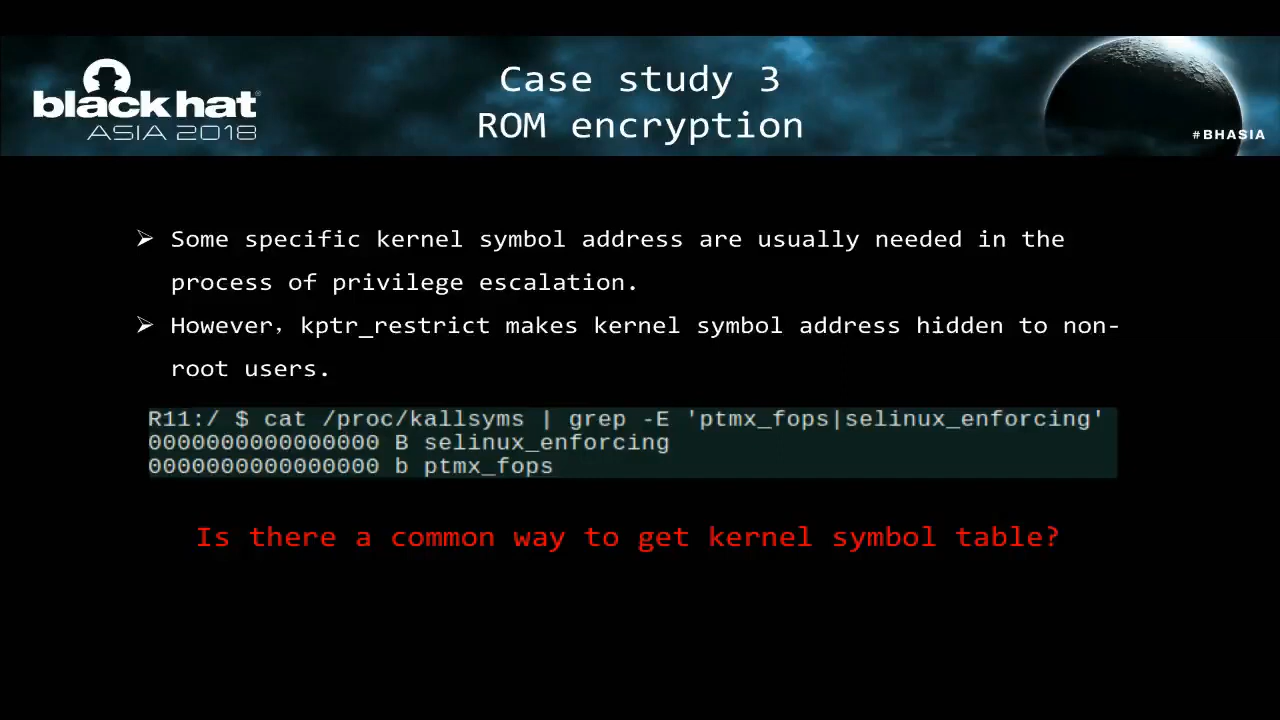 black hat
ASIA 2018
Case study 3
ROM encryption
#BHASIA
➢ Some specific kernel symbol address are usually needed in the
process of privilege escalation.
➢ However，kptr_restrict makes kernel symbol address hidden to non-
root users.
R11:/ $ cat /proc/kallsyms | grep -E 'ptmx_fops|selinux_enforcing'
0000000000000000 B selinux_enforcing
0000000000000000 b ptmx_fops
Is there a common way to get kernel symbol table?